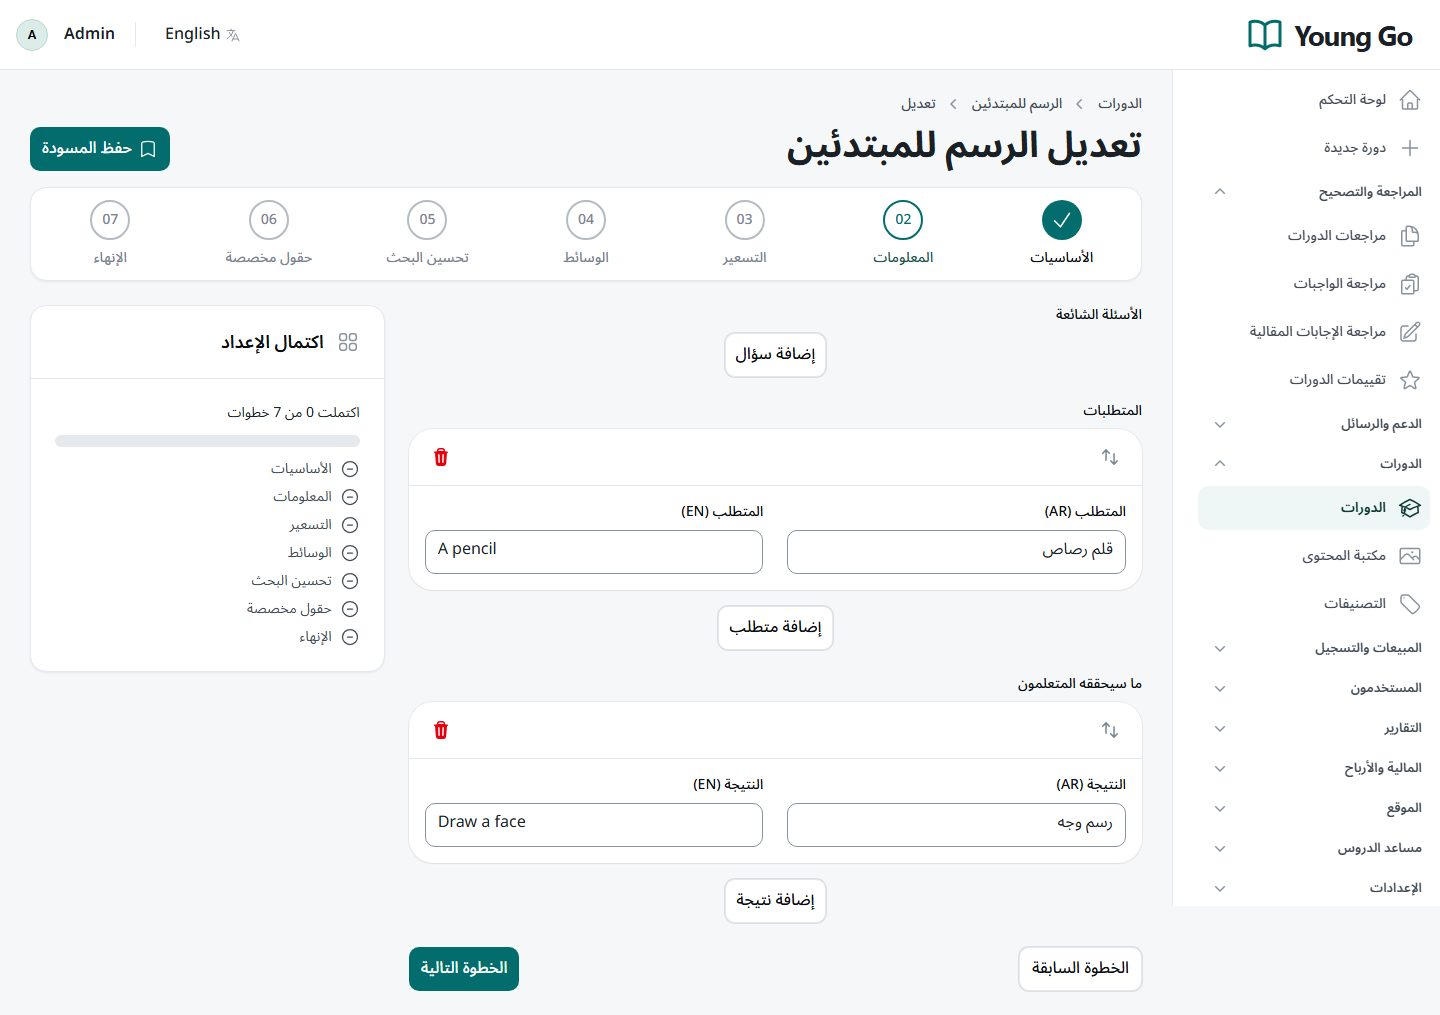 Young Go
English
Admin
A
لوحة التحكم
دورة جديدة
المراجعة والتصحيح
مراجعات الدورات
مراجعة الواجبات
مراجعة الإجابات المقالية
تقييمات الدورات
الدعم والرسائل
الدورات
الدورات
مكتبة المحتوى
التصنيفات
المبيعات والتسجيل
المستخدمون
التقارير
المالية والأرباح
الموقع
مساعد الدروس
الإعدادات
الدورات
الرسم للمبتدئين
تعديل
تعديل الرسم للمبتدئين
حفظ المسودة
الأساسيات
02
المعلومات
03
التسعير
04
الوسائط
05
تحسين البحث
06
حقول مخصصة
07
الإنهاء
الأسئلة الشائعة
إضافة سؤال
المتطلبات
المتطلب (AR)
قلم رصاص
المتطلب (EN)
A pencil
إضافة متطلب
ما سيحققه المتعلمون
النتيجة (AR)
رسم وجه
النتيجة (EN)
Draw a face
إضافة نتيجة
الخطوة السابقة
الخطوة التالية
اكتمال الإعداد
اكتملت 0 من 7 خطوات
الأساسيات
المعلومات
التسعير
الوسائط
تحسين البحث
حقول مخصصة
الإنهاء